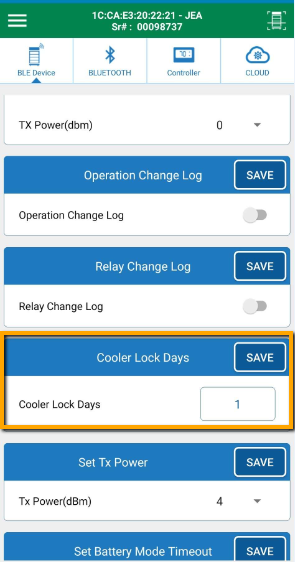 1C:CA:E3:20:22:21 - JEA
Sr# : 00098737
BLE Device BLUETOOTH Controller CLOUD
TX Power(dbm) 0
Operation Change Log SAVE
Operation Change Log
Relay Change Log SAVE
Relay Change Log
Cooler Lock Days SAVE
Cooler Lock Days 1
Set Tx Power SAVE
Tx Power(dBm) 4
Set Battery Mode Timeout SAVE